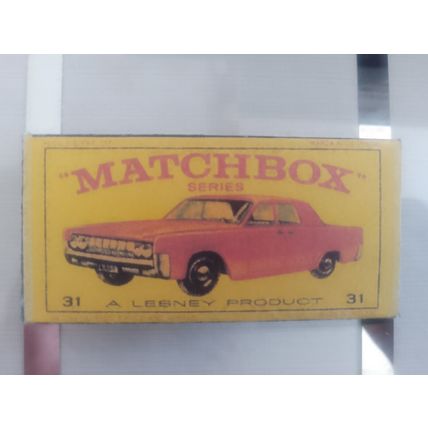 "MATCHBOX"
SERIES
31 A LESNEY PRODUCT 31